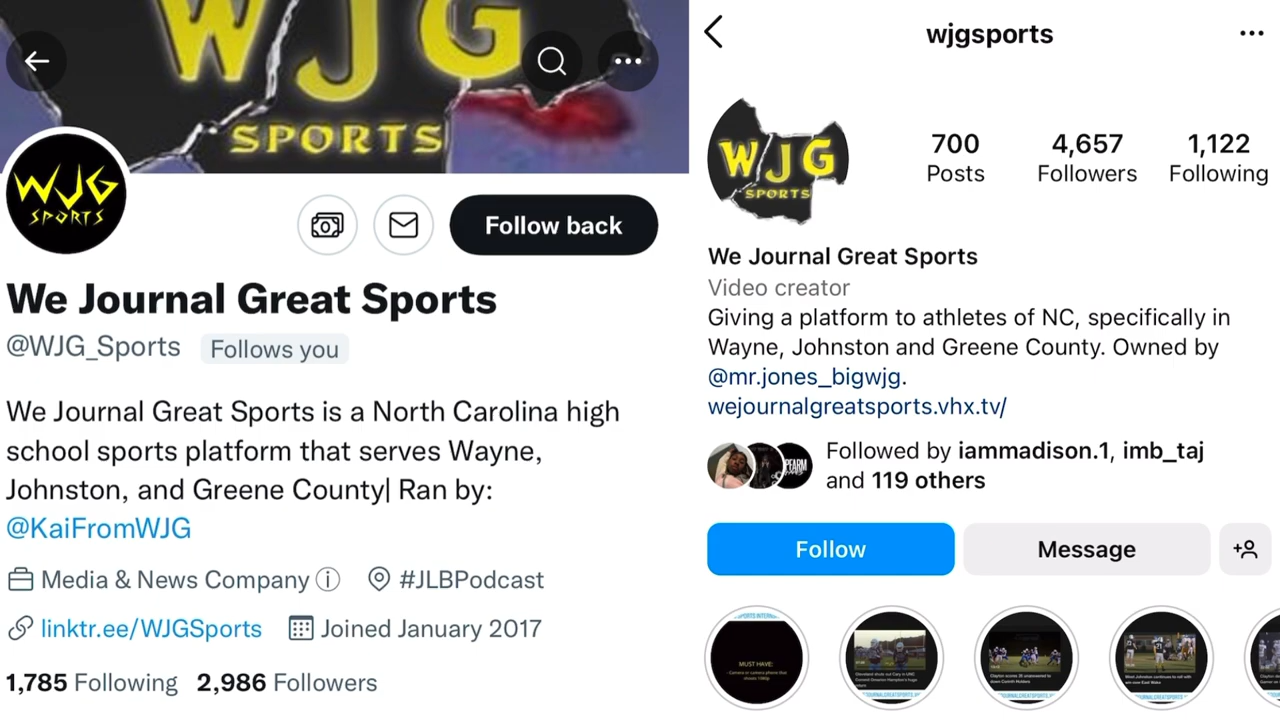 WJG
SPORTS
WJG
SPORTS
Follow back
We Journal Great Sports
@WJG_Sports Follows you
We Journal Great Sports is a North Carolina high
school sports platform that serves Wayne,
Johnston, and Greene County| Ran by:
@KaiFromWJG
Media & News Company #JLBPodcast
linktr.ee/WJGSports Joined January 2017
1,785 Following 2,986 Followers
wjgsports
WJG
SPORTS
700 4,657 1,122
Posts Followers Following
We Journal Great Sports
Video creator
Giving a platform to athletes of NC, specifically in
Wayne, Johnston and Greene County. Owned by
@mr.jones_bigwjg.
wejournalgreatsports.vhx.tv/
Followed by iammadison.1, imb_taj
and 119 others
Follow Message
MUST HAVE: